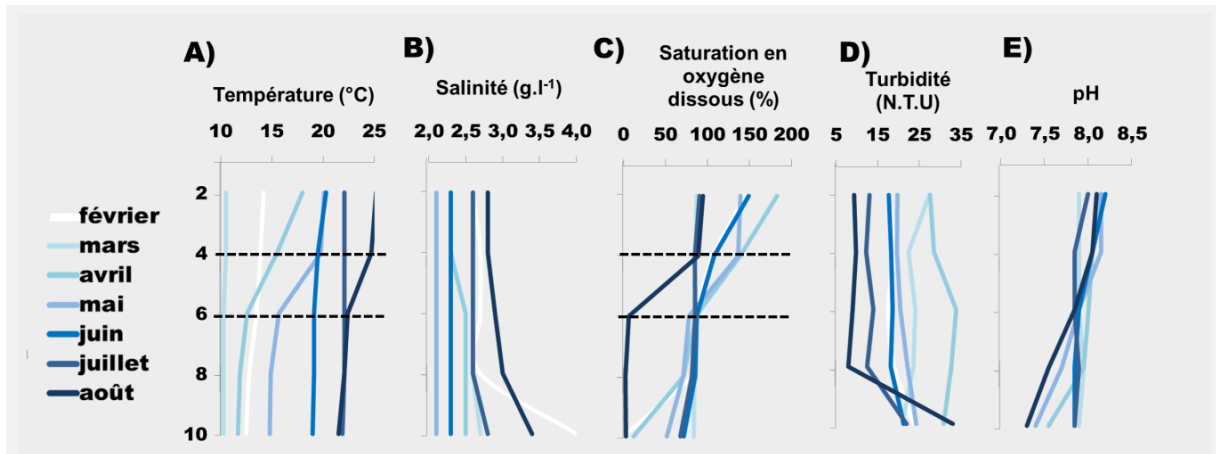 A)
Température (°C)
10 15 20 25
B)
Salinité (g.l-1)
2,0 2,5 3,0 3,5 4,0
C)
Saturation en
oxygène
dissous (%)
0 50 100 150 200
D)
Turbidité
(N.T.U)
5 15 25 35
E)
pH
7,0 7,5 8,0 8,5
2
4
6
8
10
février
mars
avril
mai
juin
juillet
août